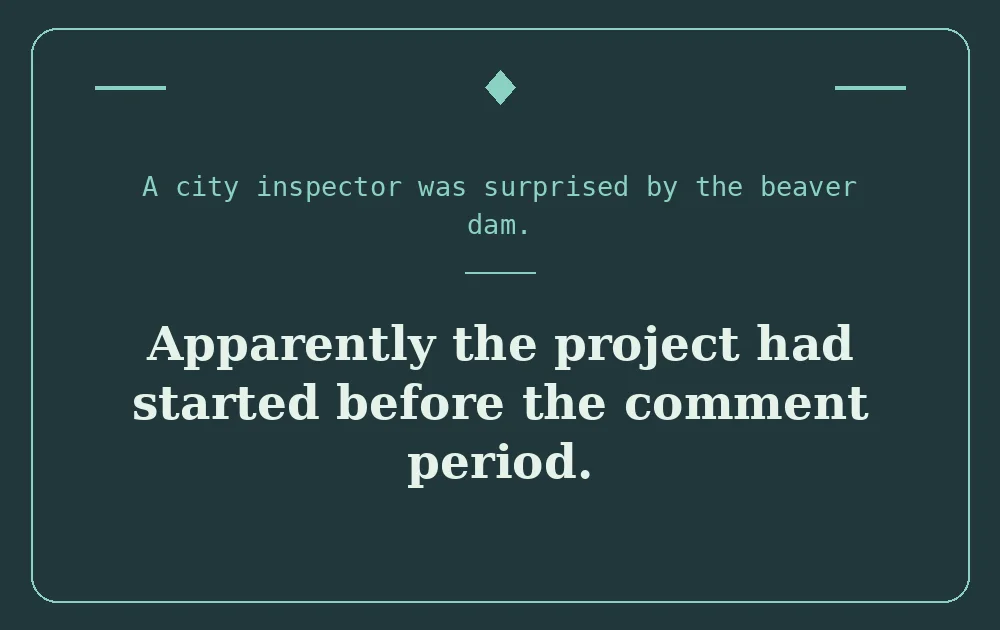 A city inspector was surprised by the beaver
dam.
Apparently the project had
started before the comment
period.